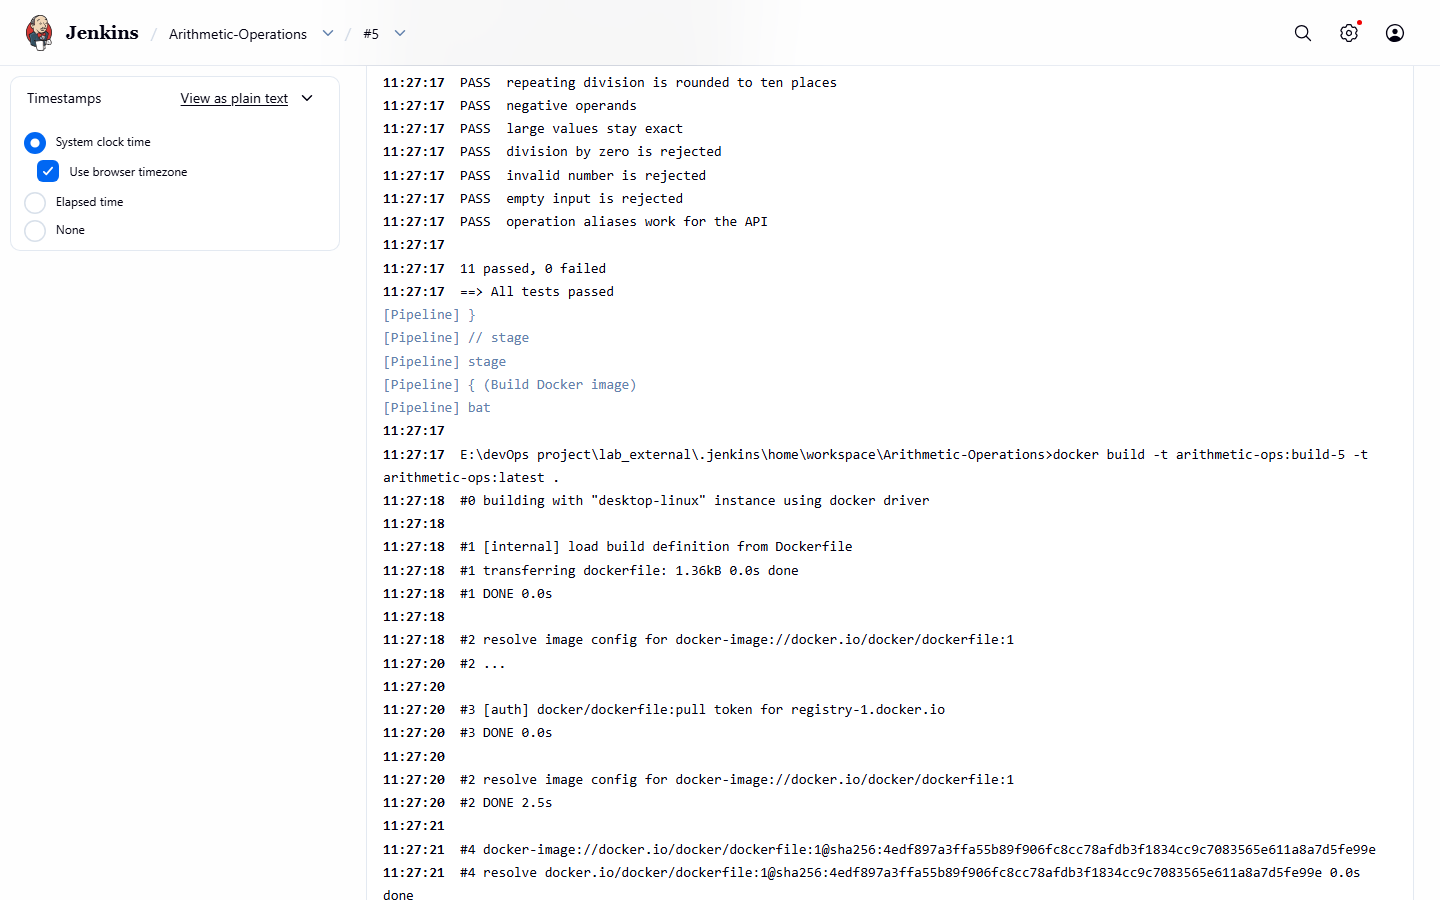 Jenkins / Arithmetic-Operations / #5
Timestamps View as plain text
System clock time
Use browser timezone
Elapsed time
None
11:27:17 PASS repeating division is rounded to ten places
11:27:17 PASS negative operands
11:27:17 PASS large values stay exact
11:27:17 PASS division by zero is rejected
11:27:17 PASS invalid number is rejected
11:27:17 PASS empty input is rejected
11:27:17 PASS operation aliases work for the API
11:27:17
11:27:17 11 passed, 0 failed
11:27:17 ==> All tests passed
[Pipeline] }
[Pipeline] // stage
[Pipeline] stage
[Pipeline] { (Build Docker image)
[Pipeline] bat
11:27:17
11:27:17 E:\devOps project\lab_external\.jenkins\home\workspace\Arithmetic-Operations>docker build -t arithmetic-ops:build-5 -t
arithmetic-ops:latest .
11:27:18 #0 building with "desktop-linux" instance using docker driver
11:27:18
11:27:18 #1 [internal] load build definition from Dockerfile
11:27:18 #1 transferring dockerfile: 1.36kB 0.0s done
11:27:18 #1 DONE 0.0s
11:27:18
11:27:18 #2 resolve image config for docker-image://docker.io/docker/dockerfile:1
11:27:20 #2 ...
11:27:20
11:27:20 #3 [auth] docker/dockerfile:pull token for registry-1.docker.io
11:27:20 #3 DONE 0.0s
11:27:20
11:27:20 #2 resolve image config for docker-image://docker.io/docker/dockerfile:1
11:27:20 #2 DONE 2.5s
11:27:21
11:27:21 #4 docker-image://docker.io/docker/dockerfile:1@sha256:4edf897a3ffa55b89f906fc8cc78afdb3f1834cc9c7083565e611a8a7d5fe99e
11:27:21 #4 resolve docker.io/docker/dockerfile:1@sha256:4edf897a3ffa55b89f906fc8cc78afdb3f1834cc9c7083565e611a8a7d5fe99e 0.0s
done